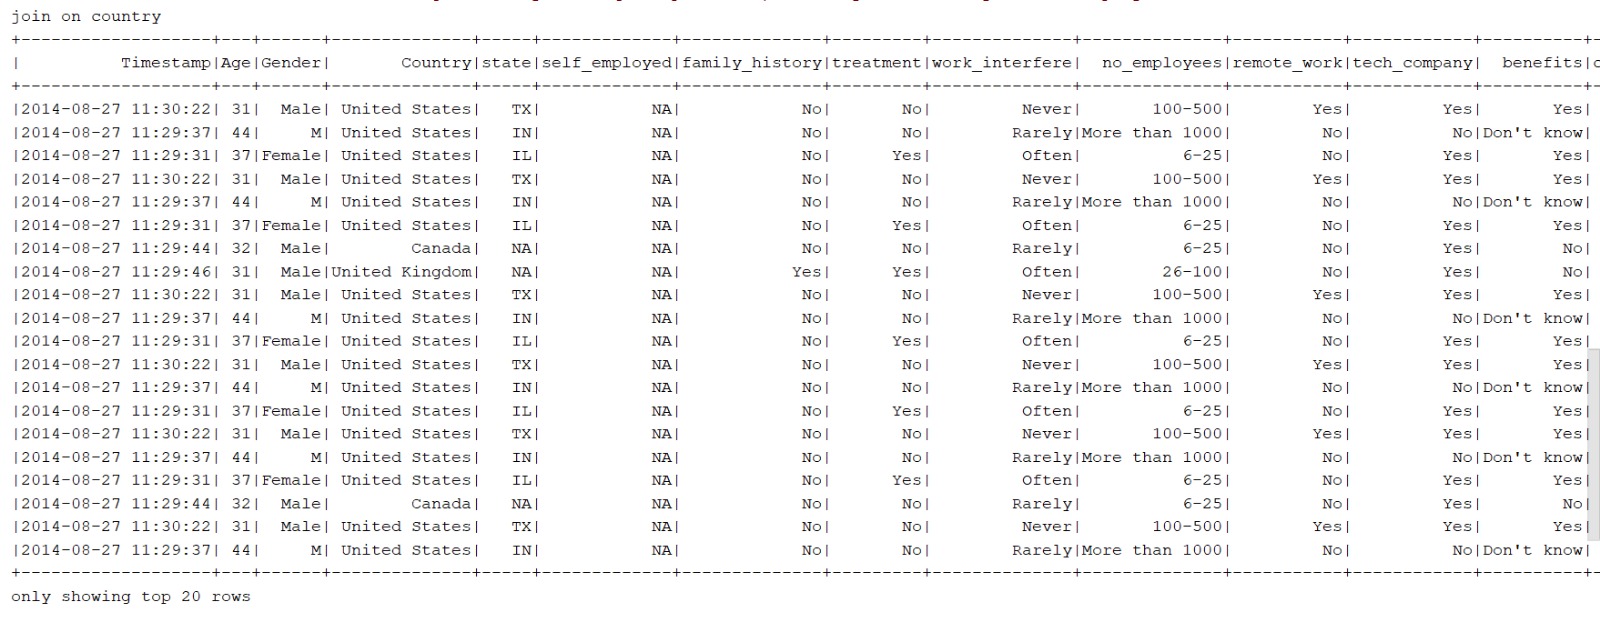 join on country
+-------------------+---+------+--------------+-----+-------------+--------------+---------+--------------+--------------+-----------+------------+----------+-
|          Timestamp|Age|Gender|       Country|state|self_employed|family_history|treatment|work_interfere|  no_employees|remote_work|tech_company|  benefits|c
+-------------------+---+------+--------------+-----+-------------+--------------+---------+--------------+--------------+-----------+------------+----------+-
|2014-08-27 11:30:22| 31|  Male| United States|   TX|           NA|            No|       No|         Never|       100-500|        Yes|         Yes|       Yes|
|2014-08-27 11:29:37| 44|     M| United States|   IN|           NA|            No|       No|        Rarely|More than 1000|         No|          No|Don't know|
|2014-08-27 11:29:31| 37|Female| United States|   IL|           NA|            No|      Yes|         Often|          6-25|         No|         Yes|       Yes|
|2014-08-27 11:30:22| 31|  Male| United States|   TX|           NA|            No|       No|         Never|       100-500|        Yes|         Yes|       Yes|
|2014-08-27 11:29:37| 44|     M| United States|   IN|           NA|            No|       No|        Rarely|More than 1000|         No|          No|Don't know|
|2014-08-27 11:29:31| 37|Female| United States|   IL|           NA|            No|      Yes|         Often|          6-25|         No|         Yes|       Yes|
|2014-08-27 11:29:44| 32|  Male|        Canada|   NA|           NA|            No|       No|        Rarely|          6-25|         No|         Yes|        No|
|2014-08-27 11:29:46| 31|  Male|United Kingdom|   NA|           NA|           Yes|      Yes|         Often|        26-100|         No|         Yes|        No|
|2014-08-27 11:30:22| 31|  Male| United States|   TX|           NA|            No|       No|         Never|       100-500|        Yes|         Yes|       Yes|
|2014-08-27 11:29:37| 44|     M| United States|   IN|           NA|            No|       No|        Rarely|More than 1000|         No|          No|Don't know|
|2014-08-27 11:29:31| 37|Female| United States|   IL|           NA|            No|      Yes|         Often|          6-25|         No|         Yes|       Yes|
|2014-08-27 11:30:22| 31|  Male| United States|   TX|           NA|            No|       No|         Never|       100-500|        Yes|         Yes|       Yes|
|2014-08-27 11:29:37| 44|     M| United States|   IN|           NA|            No|       No|        Rarely|More than 1000|         No|          No|Don't know|
|2014-08-27 11:29:31| 37|Female| United States|   IL|           NA|            No|      Yes|         Often|          6-25|         No|         Yes|       Yes|
|2014-08-27 11:30:22| 31|  Male| United States|   TX|           NA|            No|       No|         Never|       100-500|        Yes|         Yes|       Yes|
|2014-08-27 11:29:37| 44|     M| United States|   IN|           NA|            No|       No|        Rarely|More than 1000|         No|          No|Don't know|
|2014-08-27 11:29:31| 37|Female| United States|   IL|           NA|            No|      Yes|         Often|          6-25|         No|         Yes|       Yes|
|2014-08-27 11:29:44| 32|  Male|        Canada|   NA|           NA|            No|       No|        Rarely|          6-25|         No|         Yes|        No|
|2014-08-27 11:30:22| 31|  Male| United States|   TX|           NA|            No|       No|         Never|       100-500|        Yes|         Yes|       Yes|
|2014-08-27 11:29:37| 44|     M| United States|   IN|           NA|            No|       No|        Rarely|More than 1000|         No|          No|Don't know|
+-------------------+---+------+--------------+-----+-------------+--------------+---------+--------------+--------------+-----------+------------+----------+-
only showing top 20 rows